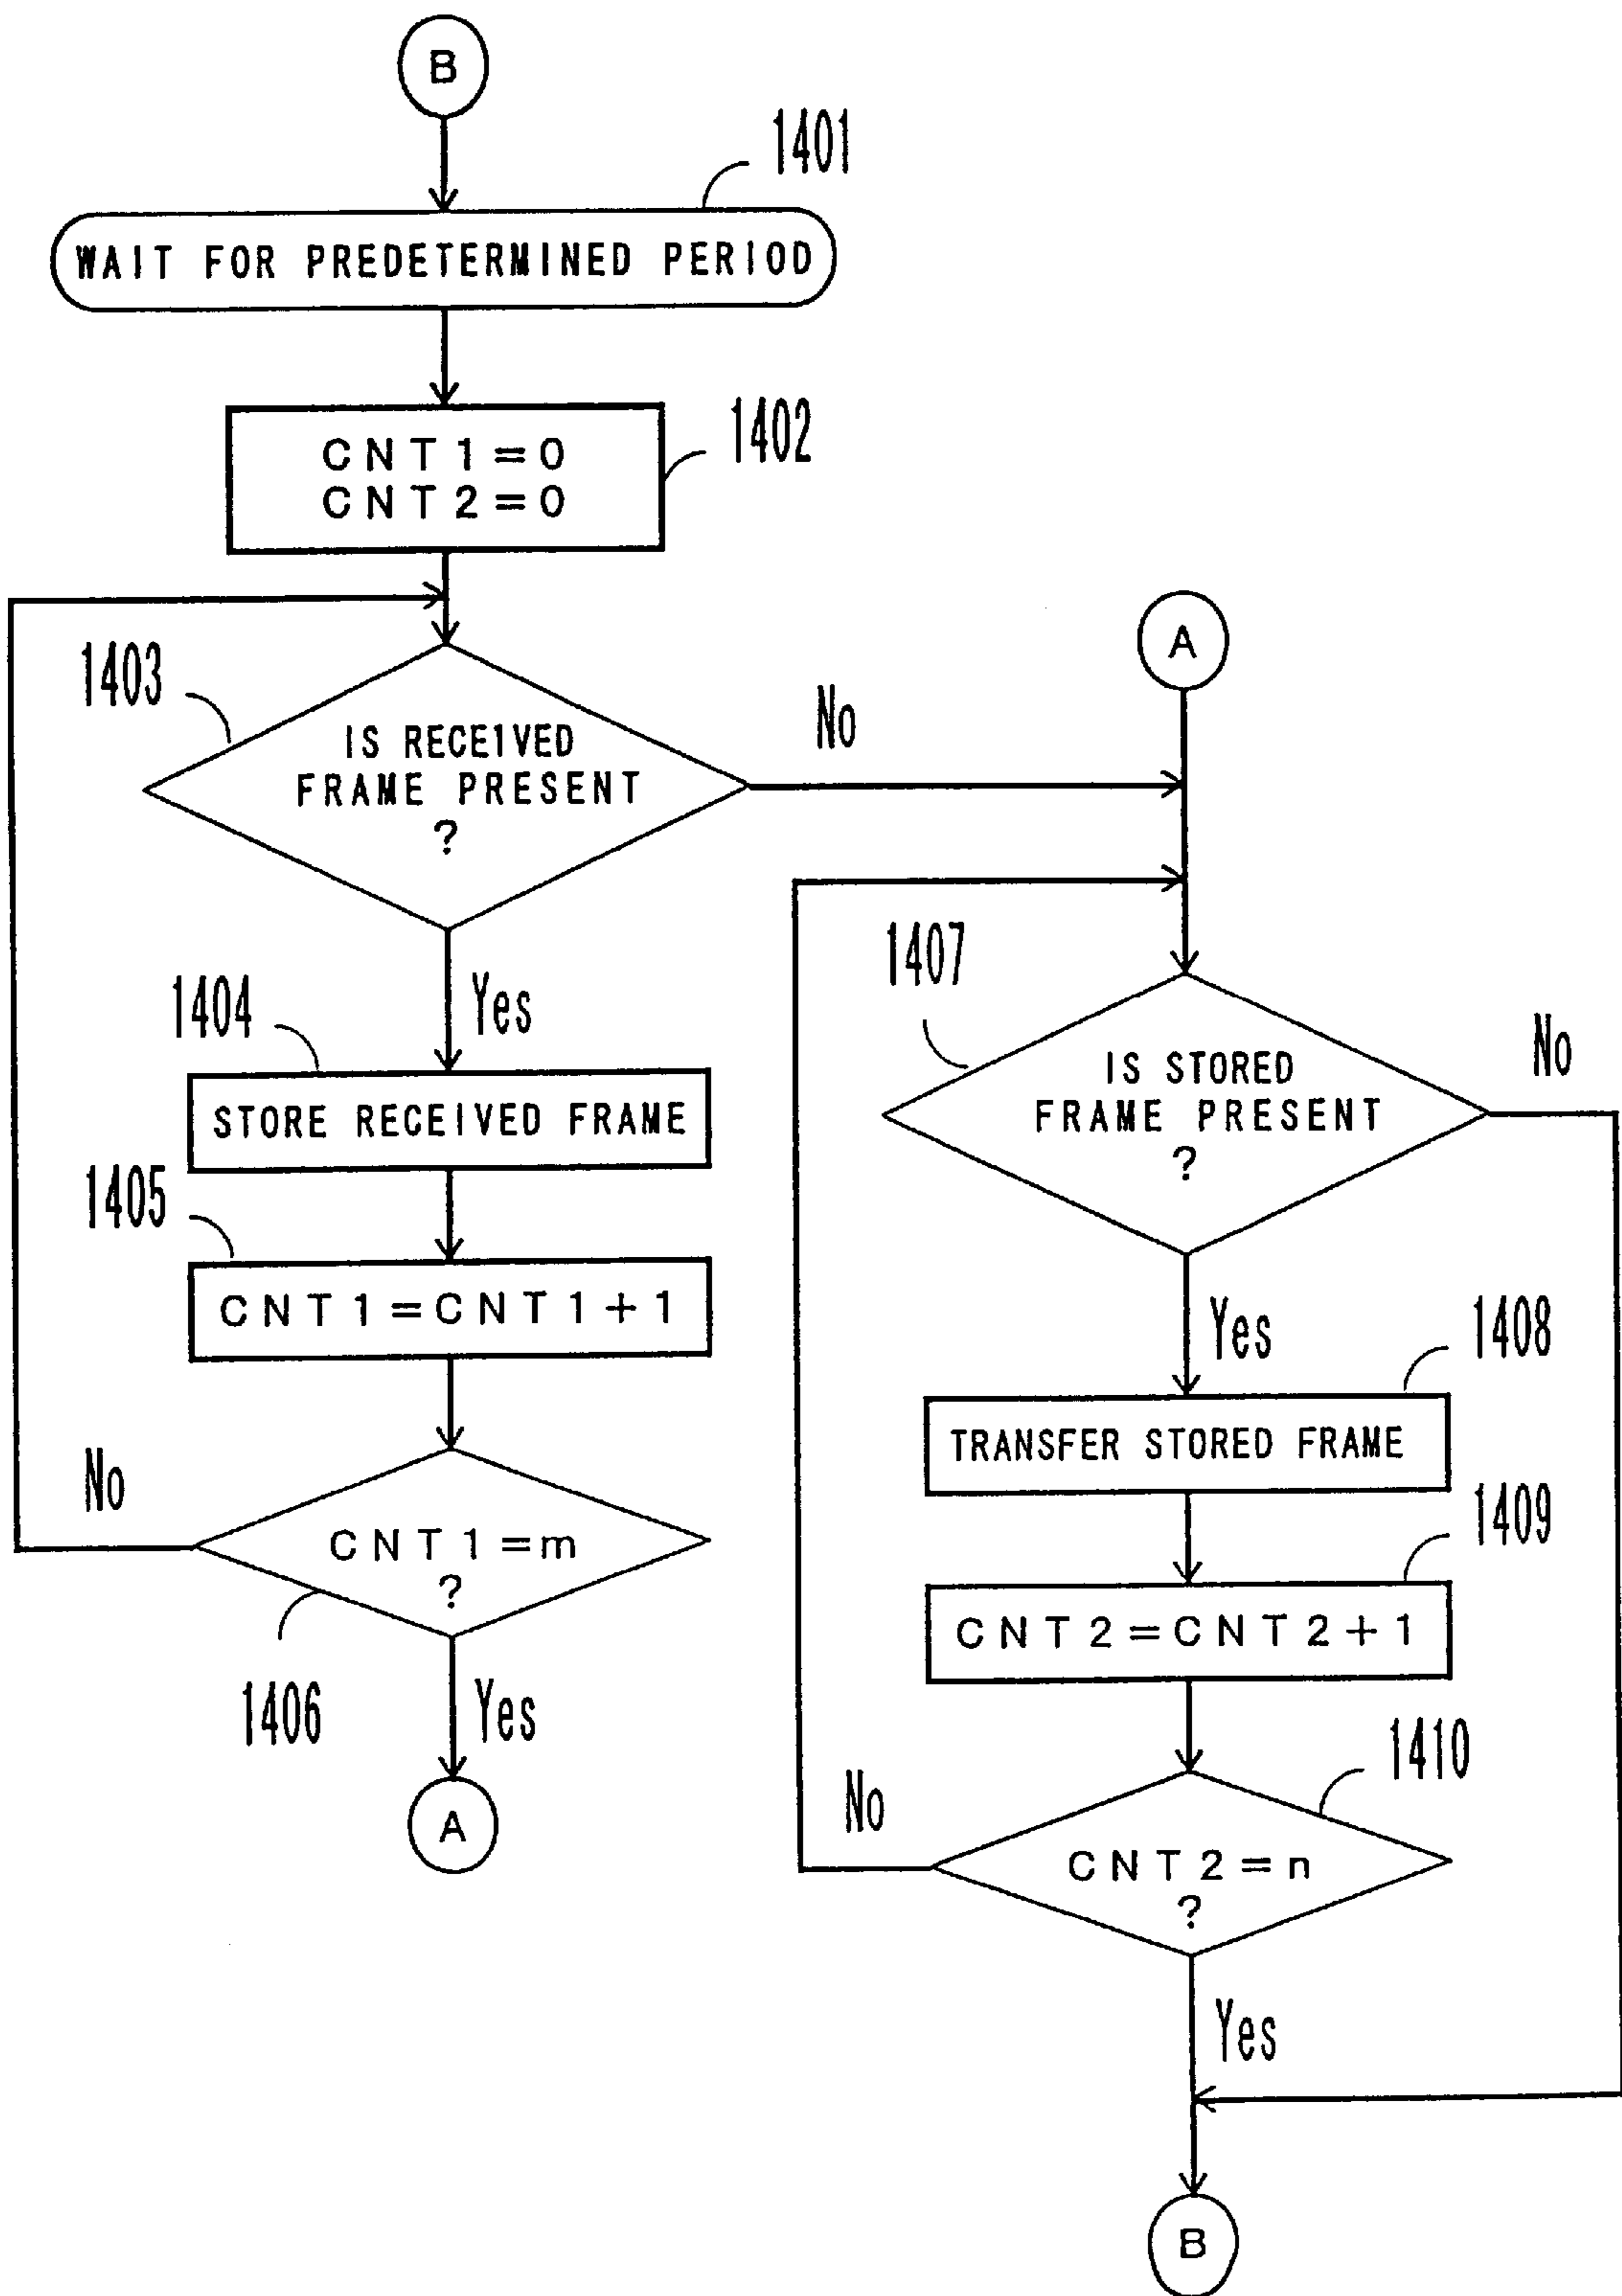 B
1401
WAIT FOR PREDETERMINED PERIOD
1402
CNT1=0
CNT2=0
1403
IS RECEIVED
FRAME PRESENT
?
No
Yes
1404
STORE RECEIVED FRAME
1405
CNT1=CNT1+1
No
CNT1=m
?
1406
Yes
A
A
1407
IS STORED
FRAME PRESENT
?
No
Yes
1408
TRANSFER STORED FRAME
1409
CNT2=CNT2+1
1410
No
CNT2=n
?
Yes
B